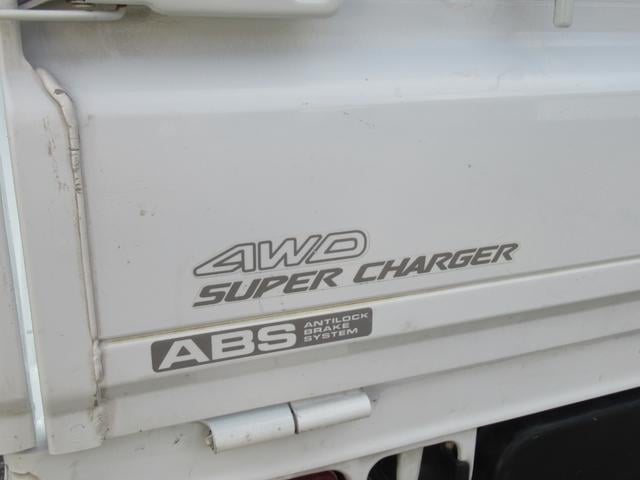 4WD
SUPER CHARGER
ABS ANTILOCK
BRAKE
SYSTEM